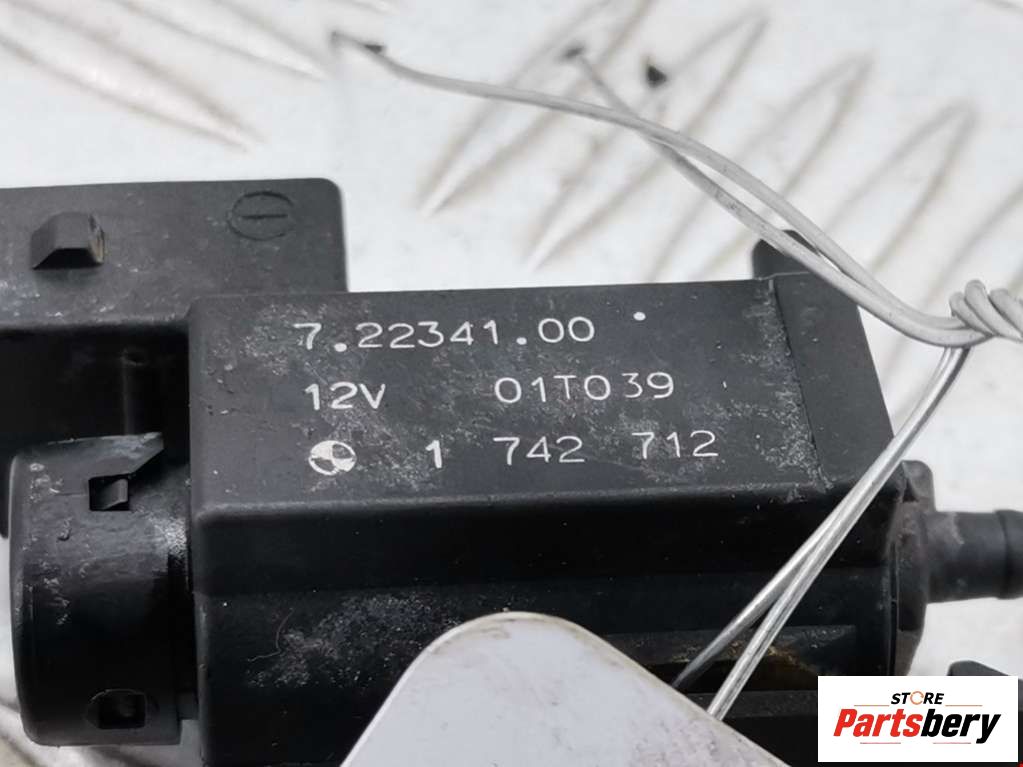 7.22341.00
12V 01T039
1 742 712
STORE
Partsbery